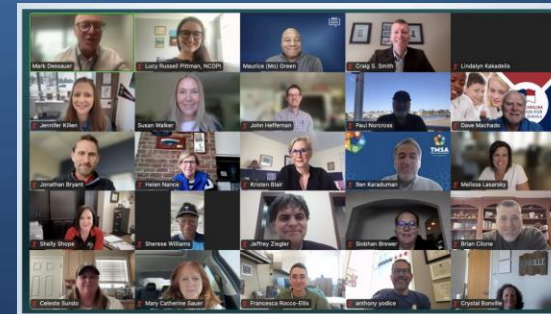 Mark Dessauer
Lucy Russell Pittman, NCDPI
Maurice (Mo) Green
Craig S. Smith
Lindalyn Kakadelis
Jennifer Killen
Susan Walker
John Heffernan
Paul Norcross
Dave Machado
Jonathan Bryant
Helen Nance
Kristen Blair
TMSA
Ben Karaduman
Melissa Lasarsky
Shelly Shope
Sherese Williams
Jeffrey Ziegler
Siobhan Brewer
Brian Cilone
Celeste Sundo
Mary Catherine Sauer
Francesca Rocco-Ellis
anthony yodice
Crystal Bonville